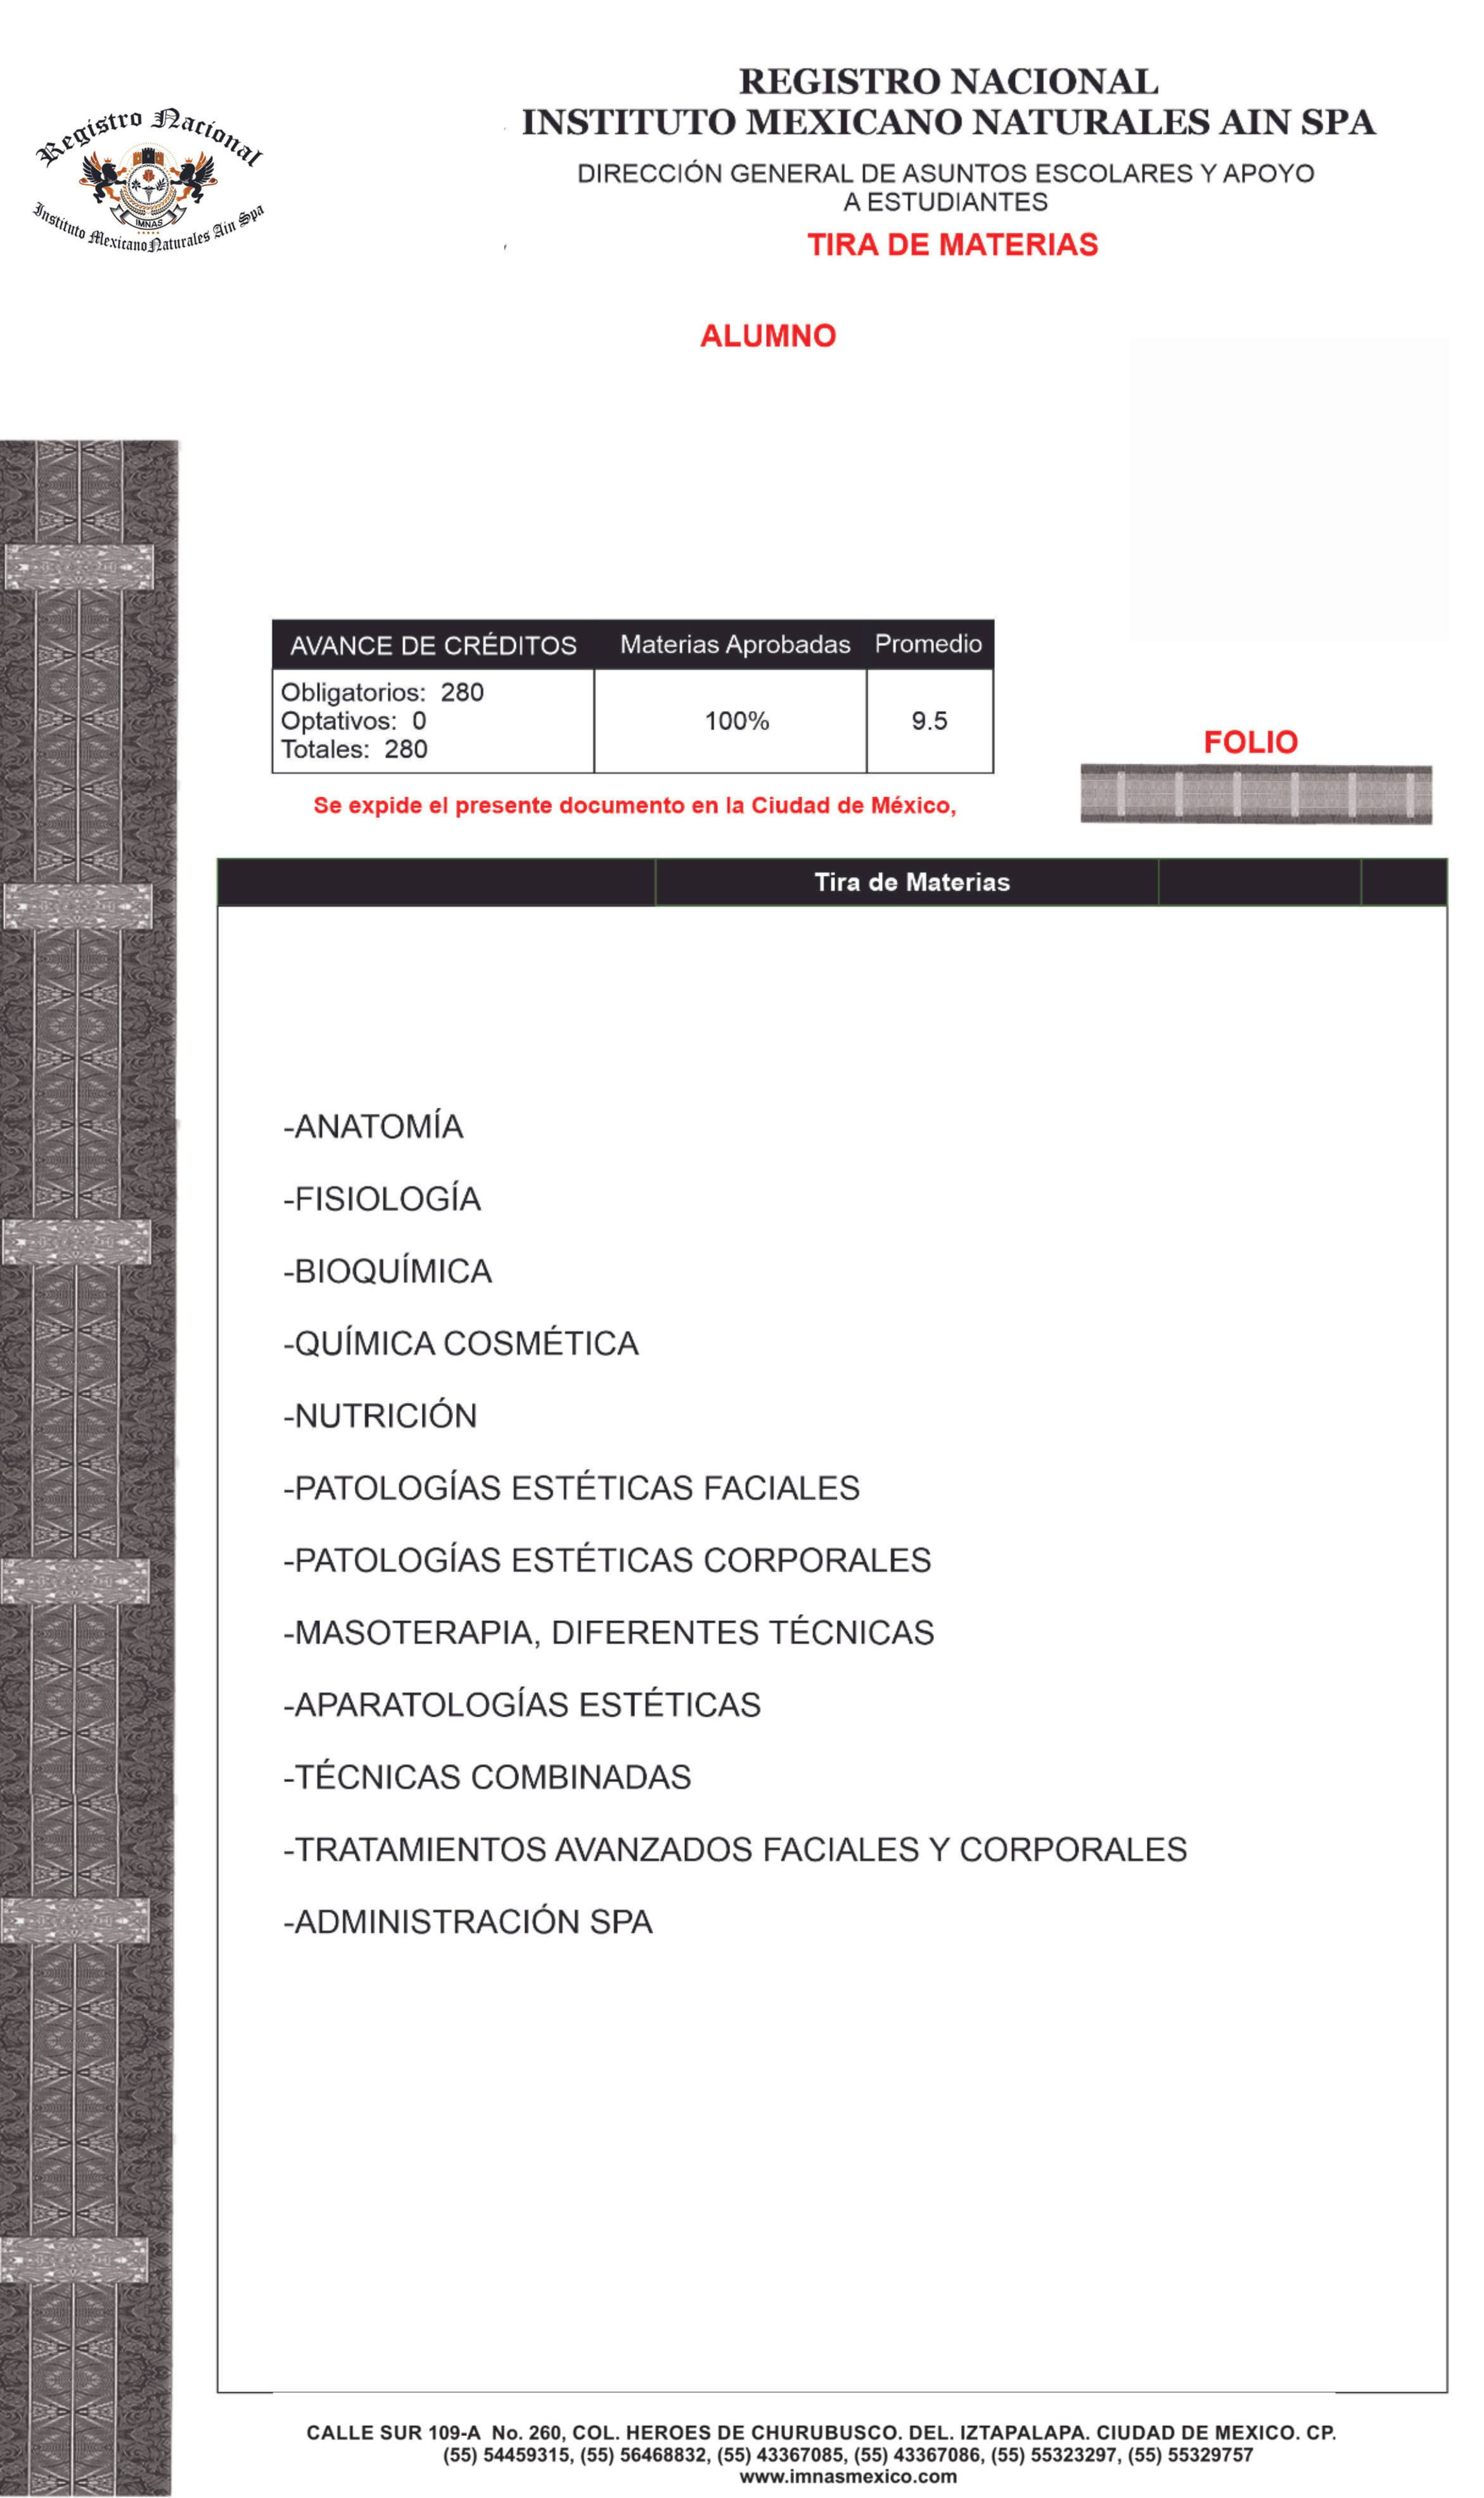 Registro Nacional
IMNAS
Instituto Mexicano Naturales Ain Spa
REGISTRO NACIONAL
INSTITUTO MEXICANO NATURALES AIN SPA
DIRECCIÓN GENERAL DE ASUNTOS ESCOLARES Y APOYO
A ESTUDIANTES
TIRA DE MATERIAS
ALUMNO
AVANCE DE CRÉDITOS Materias Aprobadas Promedio
Obligatorios: 280
Optativos: 0
Totales: 280
100%
9.5
FOLIO
Se expide el presente documento en la Ciudad de México,
Tira de Materias
-ANATOMÍA
-FISIOLOGÍA
-BIOQUÍMICA
-QUÍMICA COSMÉTICA
-NUTRICIÓN
-PATOLOGÍAS ESTÉTICAS FACIALES
-PATOLOGÍAS ESTÉTICAS CORPORALES
-MASOTERAPIA, DIFERENTES TÉCNICAS
-APARATOLOGÍAS ESTÉTICAS
-TÉCNICAS COMBINADAS
-TRATAMIENTOS AVANZADOS FACIALES Y CORPORALES
-ADMINISTRACIÓN SPA
CALLE SUR 109-A No. 260, COL. HEROES DE CHURUBUSCO. DEL. IZTAPALAPA. CIUDAD DE MEXICO. CP.
(55) 54459315, (55) 56468832, (55) 43367085, (55) 43367086, (55) 55323297, (55) 55329757
www.imnasmexico.com